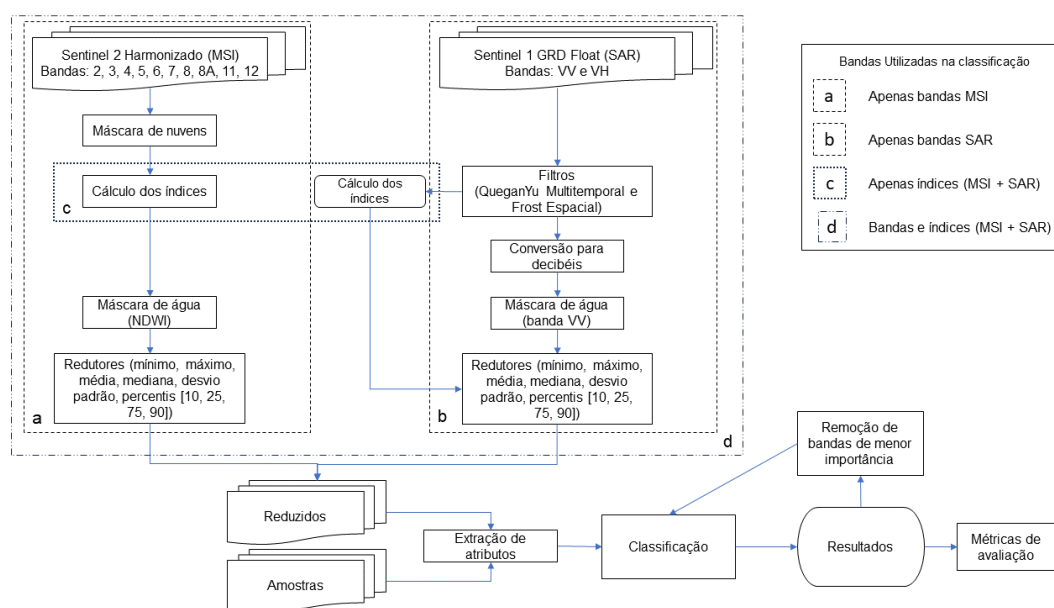 Sentinel 2 Harmonizado (MSI)
Bandas: 2, 3, 4, 5, 6, 7, 8, 8A, 11, 12
Máscara de nuvens
Cálculo dos índices
c
Máscara de água
(NDWI)
Redutores (mínimo, máximo,
média, mediana, desvio
padrão, percentis [10, 25,
75, 90])
a
Sentinel 1 GRD Float (SAR)
Bandas: VV e VH
Filtros
(QueganYu Multitemporal e
Frost Espacial)
Cálculo dos
índices
Conversão para
decibéis
Máscara de água
(banda VV)
Redutores (mínimo, máximo,
média, mediana, desvio
padrão, percentis [10, 25,
75, 90])
b
d
Bandas Utilizadas na classificação
a Apenas bandas MSI
b Apenas bandas SAR
c Apenas índices (MSI + SAR)
d Bandas e índices (MSI + SAR)
Reduzidos
Amostras
Extração de
atributos
Classificação
Remoção de
bandas de menor
importância
Resultados
Métricas de
avaliação